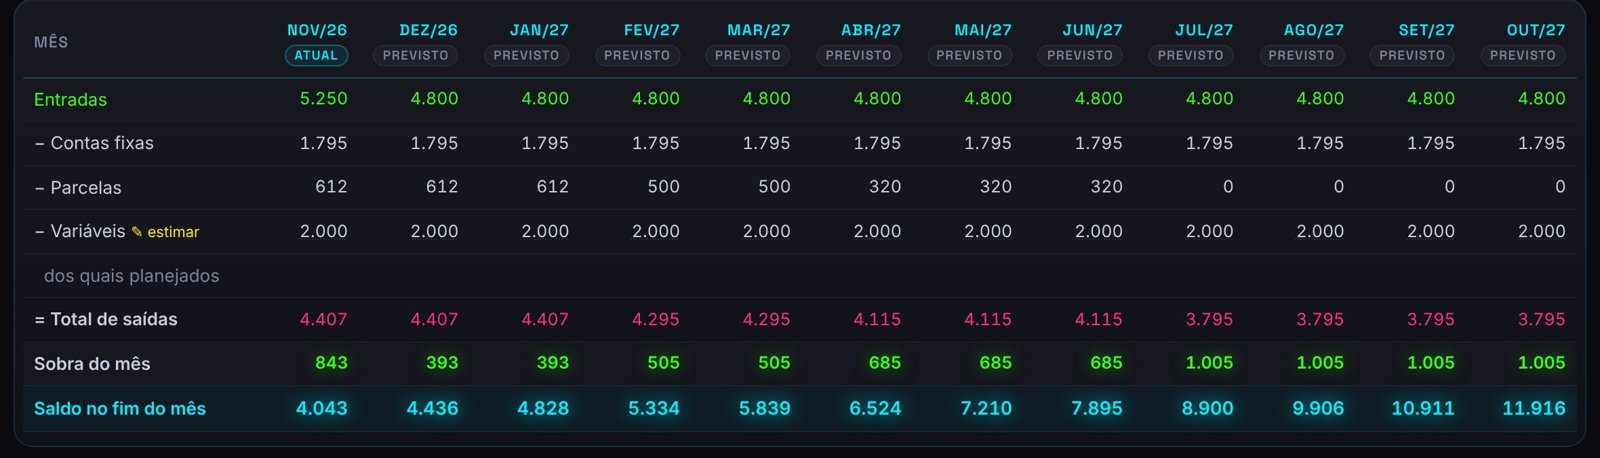 MÊS NOV/26 DEZ/26 JAN/27 FEV/27 MAR/27 ABR/27 MAI/27 JUN/27 JUL/27 AGO/27 SET/27 OUT/27
ATUAL PREVISTO PREVISTO PREVISTO PREVISTO PREVISTO PREVISTO PREVISTO PREVISTO PREVISTO PREVISTO PREVISTO
Entradas 5.250 4.800 4.800 4.800 4.800 4.800 4.800 4.800 4.800 4.800 4.800 4.800
− Contas fixas 1.795 1.795 1.795 1.795 1.795 1.795 1.795 1.795 1.795 1.795 1.795 1.795
− Parcelas 612 612 612 500 500 320 320 320 0 0 0 0
− Variáveis ✎ estimar 2.000 2.000 2.000 2.000 2.000 2.000 2.000 2.000 2.000 2.000 2.000 2.000
dos quais planejados
= Total de saídas 4.407 4.407 4.407 4.295 4.295 4.115 4.115 4.115 3.795 3.795 3.795 3.795
Sobra do mês 843 393 393 505 505 685 685 685 1.005 1.005 1.005 1.005
Saldo no fim do mês 4.043 4.436 4.828 5.334 5.839 6.524 7.210 7.895 8.900 9.906 10.911 11.916